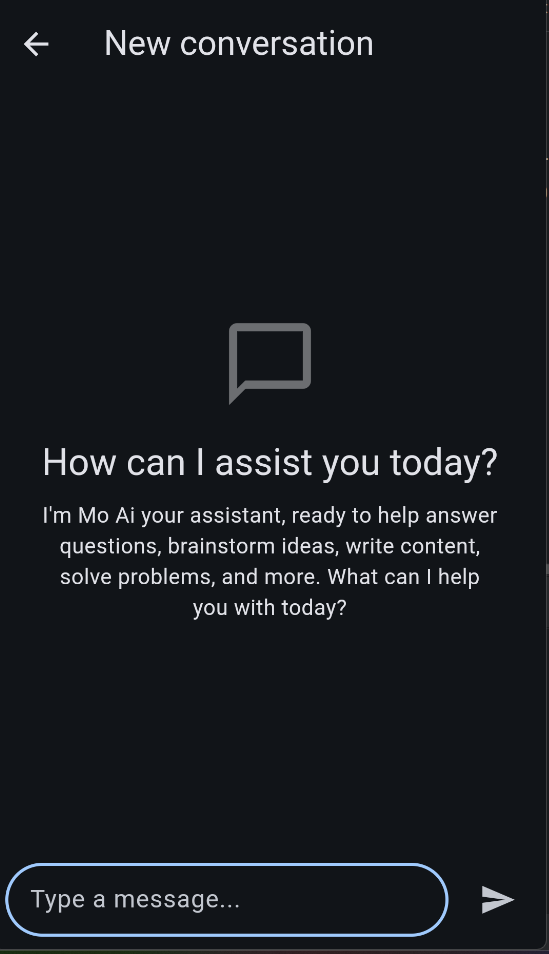 New conversation
How can I assist you today?
I'm Mo Ai your assistant, ready to help answer
questions, brainstorm ideas, write content,
solve problems, and more. What can I help
you with today?
Type a message...